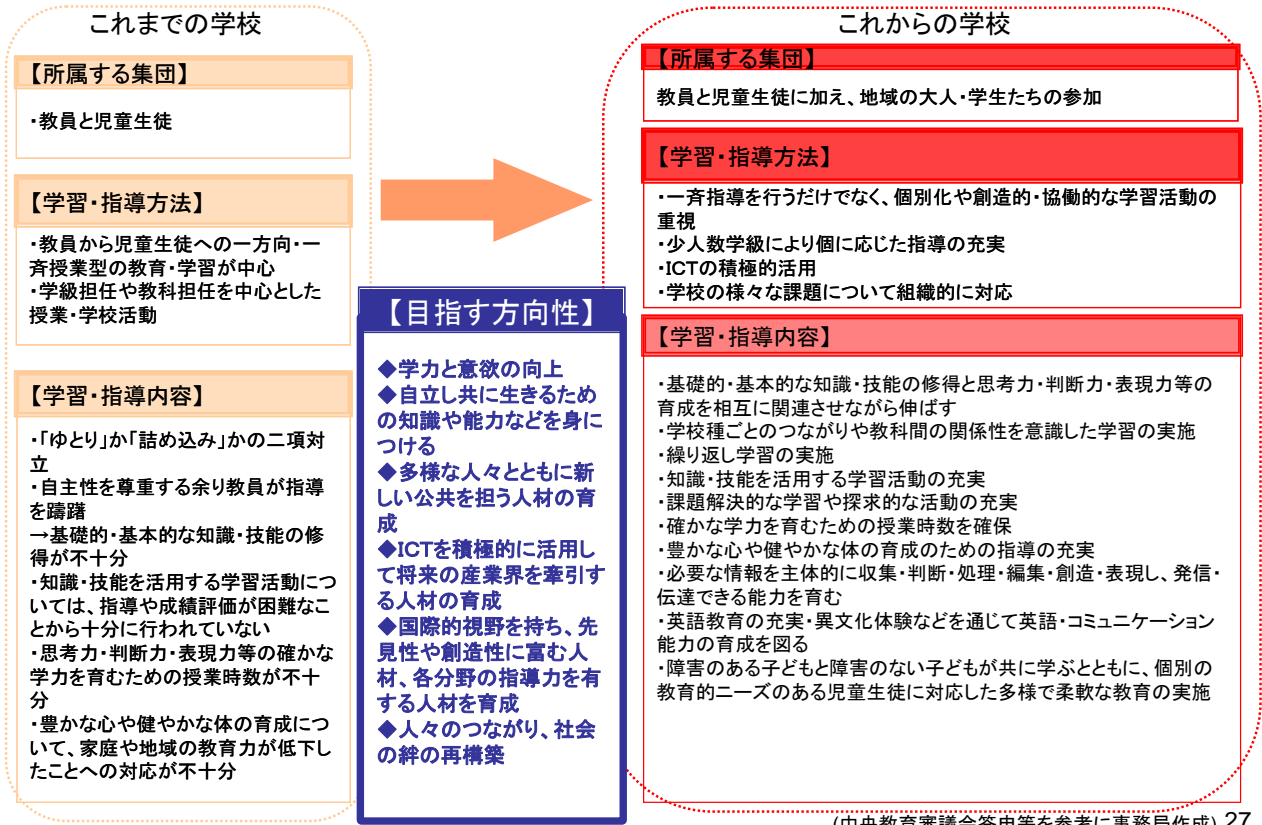 これまでの学校
【所属する集団】
・教員と児童生徒
【学習・指導方法】
・教員から児童生徒への一方向・一
斉授業型の教育・学習が中心
・学級担任や教科担任を中心とした
授業・学校活動
【学習・指導内容】
・「ゆとり」か「詰め込み」かの二項対
立
・自主性を尊重する余り教員が指導
を躊躇
→基礎的・基本的な知識・技能の修
得が不十分
・知識・技能を活用する学習活動につ
いては、指導や成績評価が困難なこ
とから十分に行われていない
・思考力・判断力・表現力等の確かな
学力を育むための授業時数が不十
分
・豊かな心や健やかな体の育成につ
いて、家庭や地域の教育力が低下し
たことへの対応が不十分
【目指す方向性】
◆学力と意欲の向上
◆自立し共に生きるため
の知識や能力などを身に
つける
◆多様な人々とともに新
しい公共を担う人材の育
成
◆ICTを積極的に活用し
て将来の産業界を牽引す
る人材の育成
◆国際的視野を持ち、先
見性や創造性に富む人
材、各分野の指導力を有
する人材を育成
◆人々のつながり、社会
の絆の再構築
これからの学校
【所属する集団】
教員と児童生徒に加え、地域の大人・学生たちの参加
【学習・指導方法】
・一斉指導を行うだけでなく、個別化や創造的・協働的な学習活動の
重視
・少人数学級により個に応じた指導の充実
・ICTの積極的活用
・学校の様々な課題について組織的に対応
【学習・指導内容】
・基礎的・基本的な知識・技能の修得と思考力・判断力・表現力等の
育成を相互に関連させながら伸ばす
・学校種ごとのつながりや教科間の関係性を意識した学習の実施
・繰り返し学習の実施
・知識・技能を活用する学習活動の充実
・課題解決的な学習や探求的な活動の充実
・確かな学力を育むための授業時数を確保
・豊かな心や健やかな体の育成のための指導の充実
・必要な情報を主体的に収集・判断・処理・編集・創造・表現し、発信・
伝達できる能力を育む
・英語教育の充実・異文化体験などを通じて英語・コミュニケーション
能力の育成を図る
・障害のある子どもと障害のない子どもが共に学ぶとともに、個別の
教育的ニーズのある児童生徒に対応した多様で柔軟な教育の実施
(中央教育審議会答申等を参考に事務局作成) 27